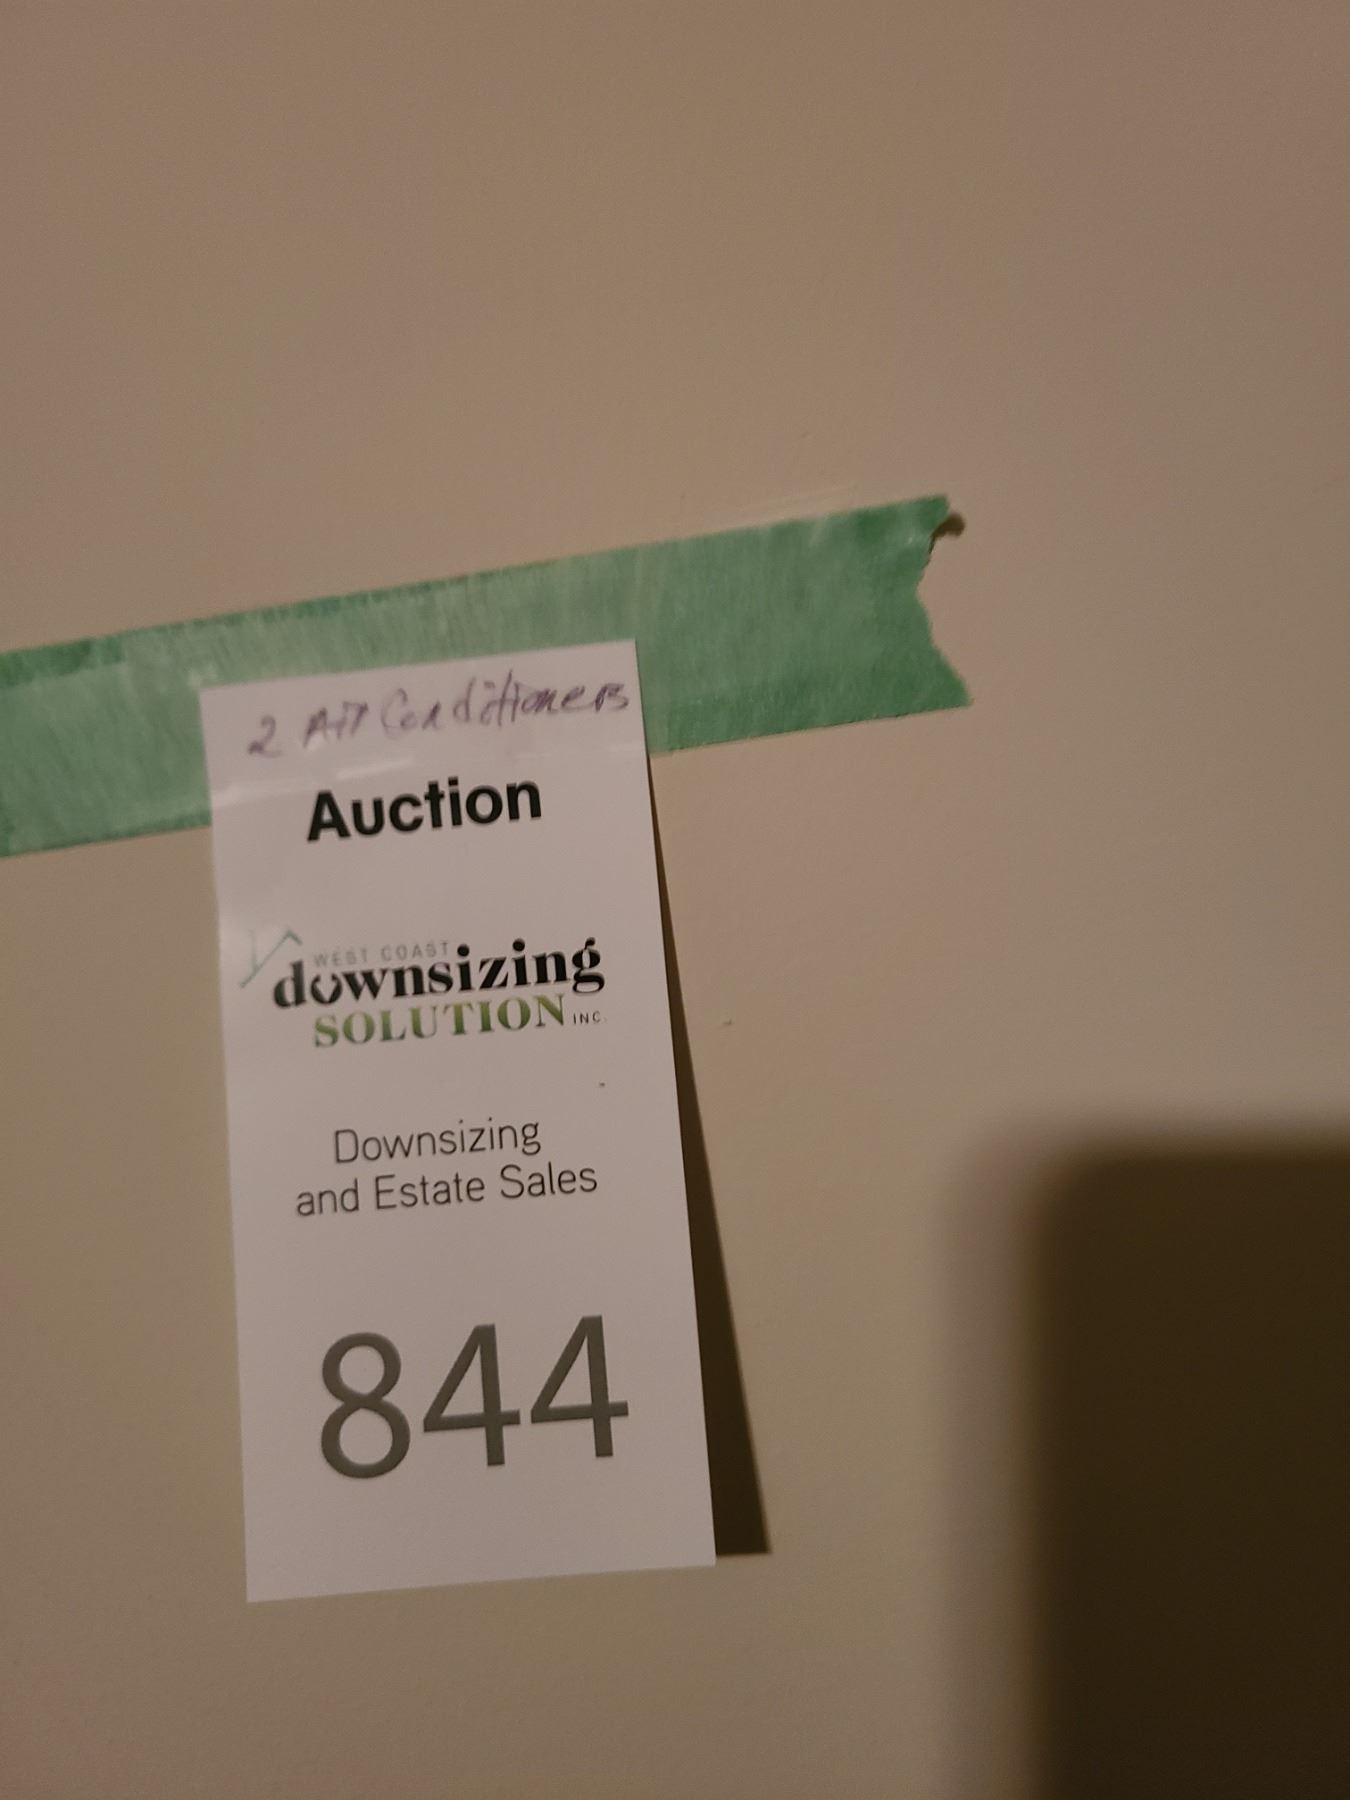 2 Air Conditioners
Auction
WEST COAST
downsizing
SOLUTION INC.
Downsizing
and Estate Sales
844